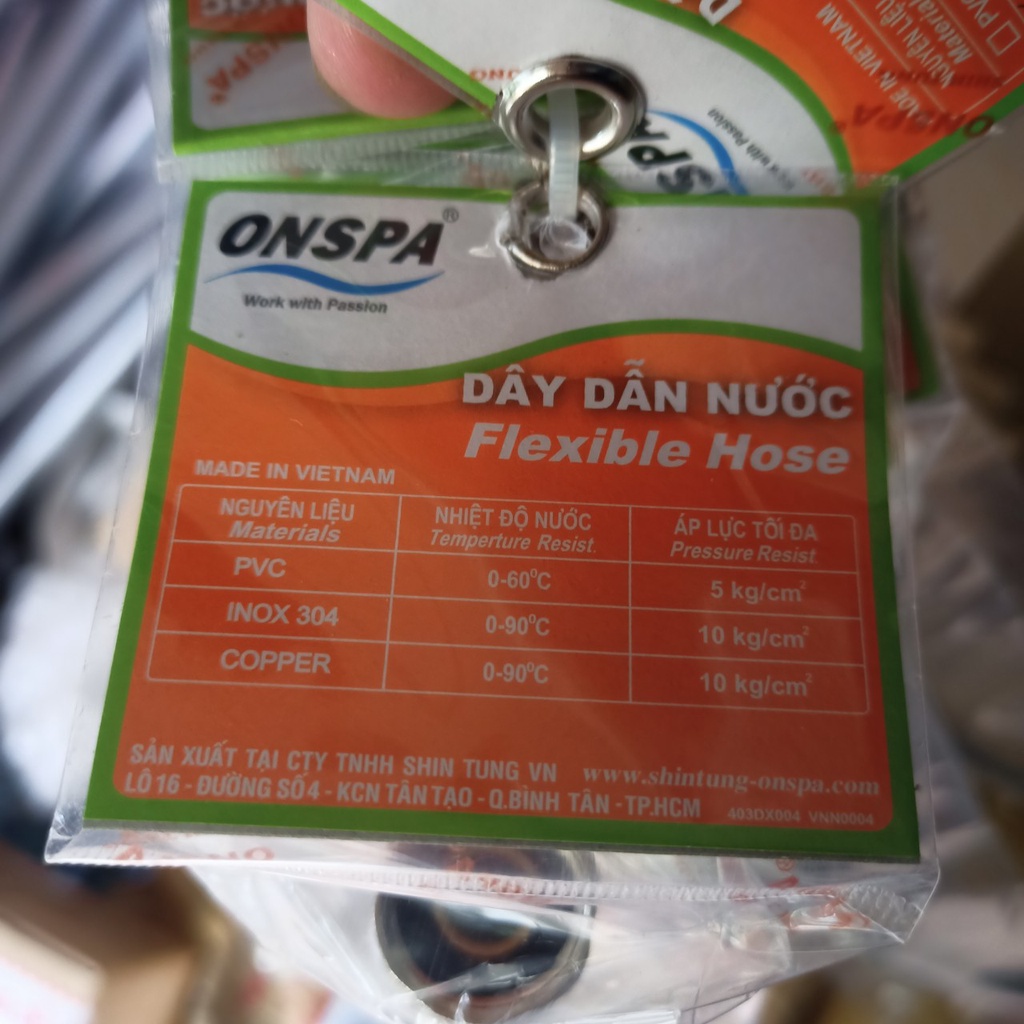 ONSPA®
Work with Passion
DÂY DẪN NƯỚC
Flexible Hose
MADE IN VIETNAM
NGUYÊN LIỆU NHIỆT ĐỘ NƯỚC ÁP LỰC TỐI ĐA
Materials Temperture Resist. Pressure Resist.
PVC 0-60⁰C 5 kg/cm²
INOX 304 0-90⁰C 10 kg/cm²
COPPER 0-90⁰C 10 kg/cm²
SẢN XUẤT TẠI CTY TNHH SHIN TUNG VN www.shintung-onspa.com
LÔ 16 - ĐƯỜNG SỐ 4 - KCN TÂN TẠO - Q.BÌNH TÂN - TP.HCM 403DX004 VNN0004